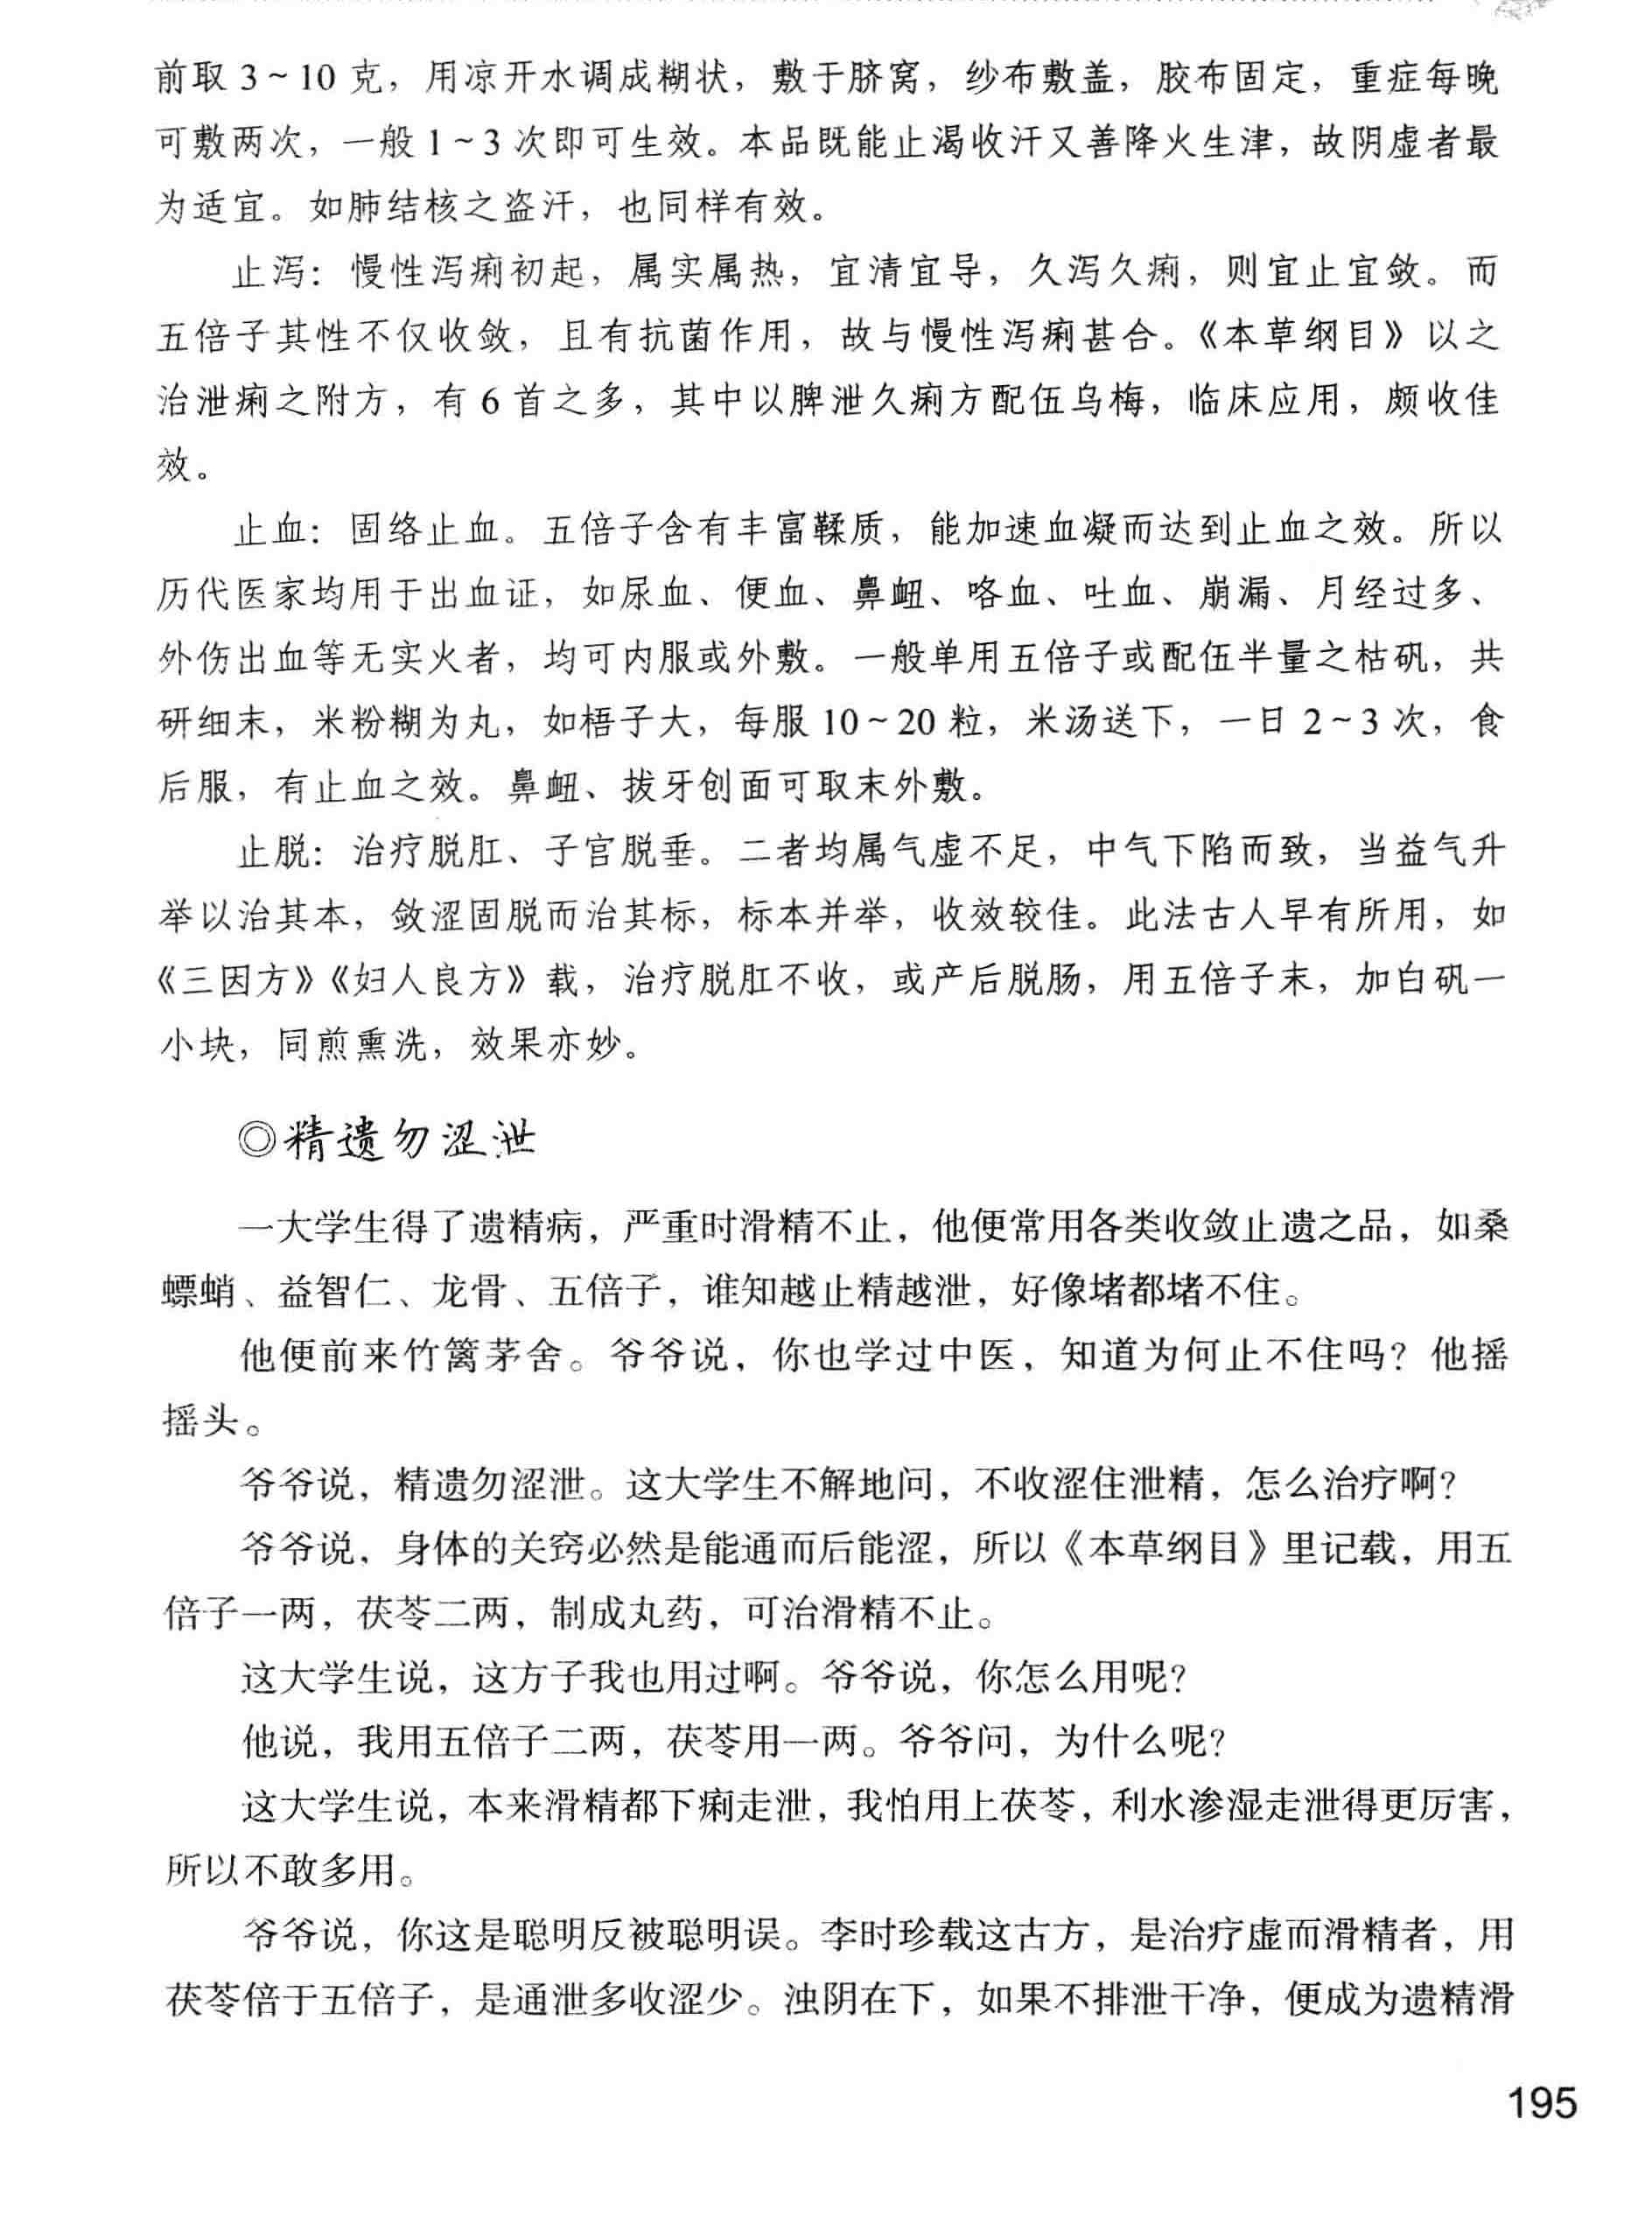 前取 3～10 克，用凉开水调成糊状，敷于脐窝，纱布敷盖，胶布固定，重症每晚
可敷两次，一般 1～3 次即可生效。本品既能止渴收汗又善降火生津，故阴虚者最
为适宜。如肺结核之盗汗，也同样有效。
止泻：慢性泻痢初起，属实属热，宜清宜导，久泻久痢，则宜止宜敛。而
五倍子其性不仅收敛，且有抗菌作用，故与慢性泻痢甚合。《本草纲目》以之
治泄痢之附方，有 6 首之多，其中以脾泄久痢方配伍乌梅，临床应用，颇收佳
效。
止血：固络止血。五倍子含有丰富鞣质，能加速血凝而达到止血之效。所以
历代医家均用于出血证，如尿血、便血、鼻衄、咯血、吐血、崩漏、月经过多、
外伤出血等无实火者，均可内服或外敷。一般单用五倍子或配伍半量之枯矾，共
研细末，米粉糊为丸，如梧子大，每服 10～20 粒，米汤送下，一日 2～3 次，食
后服，有止血之效。鼻衄、拔牙创面可取末外敷。
止脱：治疗脱肛、子宫脱垂。二者均属气虚不足，中气下陷而致，当益气升
举以治其本，敛涩固脱而治其标，标本并举，收效较佳。此法古人早有所用，如
《三因方》《妇人良方》载，治疗脱肛不收，或产后脱肠，用五倍子末，加白矾一
小块，同煎熏洗，效果亦妙。
◎精遗勿涩泄
一大学生得了遗精病，严重时滑精不止，他便常用各类收敛止遗之品，如桑
螵蛸、益智仁、龙骨、五倍子，谁知越止精越泄，好像堵都堵不住。
他便前来竹篱茅舍。爷爷说，你也学过中医，知道为何止不住吗？他摇
摇头。
爷爷说，精遗勿涩泄。这大学生不解地问，不收涩住泄精，怎么治疗啊？
爷爷说，身体的关窍必然是能通而后能涩，所以《本草纲目》里记载，用五
倍子一两，茯苓二两，制成丸药，可治滑精不止。
这大学生说，这方子我也用过啊。爷爷说，你怎么用呢？
他说，我用五倍子二两，茯苓用一两。爷爷问，为什么呢？
这大学生说，本来滑精都下痢走泄，我怕用上茯苓，利水渗湿走泄得更厉害，
所以不敢多用。
爷爷说，你这是聪明反被聪明误。李时珍载这古方，是治疗虚而滑精者，用
茯苓倍于五倍子，是通泄多收涩少。浊阴在下，如果不排泄干净，便成为遗精滑
195